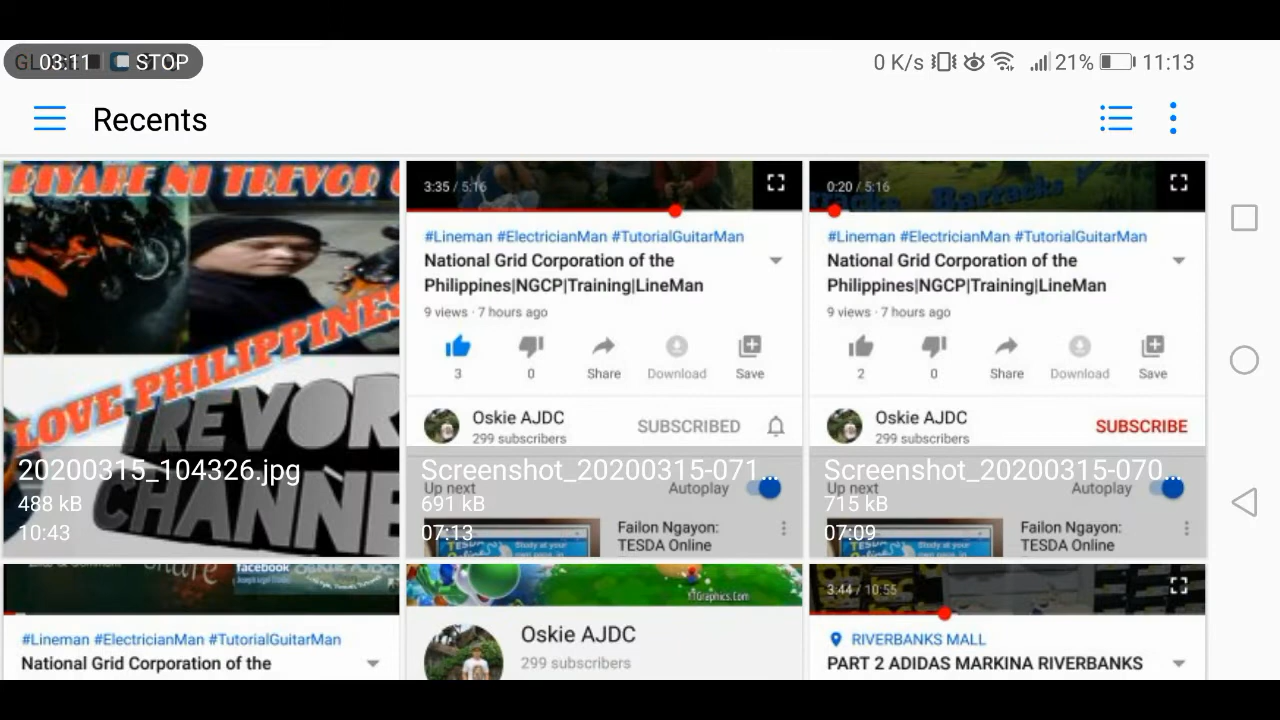 03:11 STOP
0 K/s 21% 11:13
Recents
BIYAHE NI TREVOR
LOVE PHILIPPINES
TREVOR
CHANNE
20200315_104326.jpg
488 kB
10:43
3:35 / 5:16
#Lineman #ElectricianMan #TutorialGuitarMan
National Grid Corporation of the
Philippines|NGCP|Training|LineMan
9 views · 7 hours ago
3 0 Share Download Save
Oskie AJDC
299 subscribers
SUBSCRIBED
Screenshot_20200315-071...
Up next Autoplay
691 kB
07:13
Failon Ngayon:
TESDA Online
0:20 / 5:16
Barracks
#Lineman #ElectricianMan #TutorialGuitarMan
National Grid Corporation of the
Philippines|NGCP|Training|LineMan
9 views · 7 hours ago
2 0 Share Download Save
Oskie AJDC
299 subscribers
SUBSCRIBE
Screenshot_20200315-070...
Up next Autoplay
715 kB
07:09
Failon Ngayon:
TESDA Online
Share
facebook
#Lineman #ElectricianMan #TutorialGuitarMan
National Grid Corporation of the
YTGraphics.Com
Oskie AJDC
299 subscribers
3:44 / 10:55
RIVERBANKS MALL
PART 2 ADIDAS MARKINA RIVERBANKS